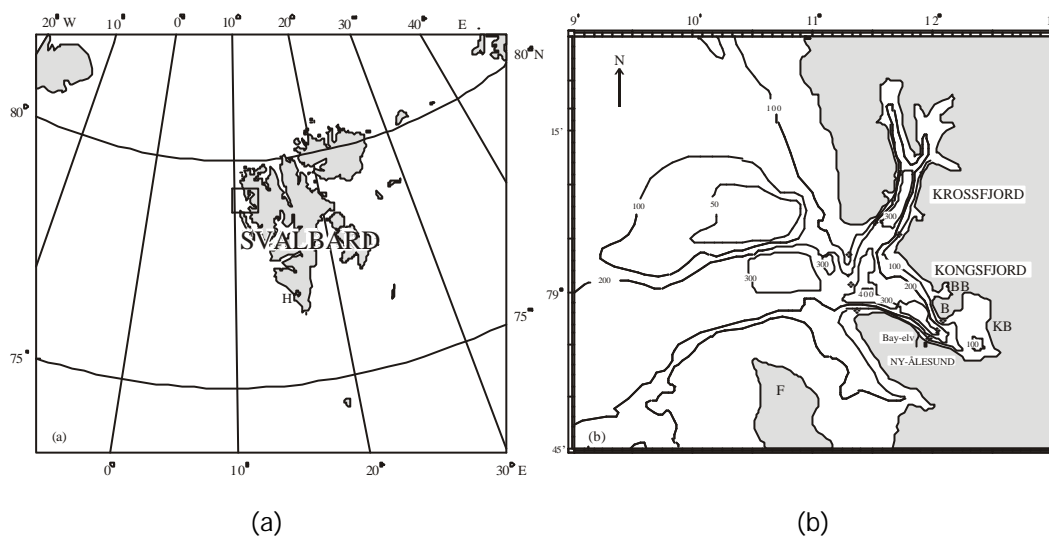 20° W 10° 0° 10° 20° 30° 40° E
80°N
80°
SVALBARD
H
75°
75°
(a)
0° 10° 20° 30° E
9° 10° 11° 12°
N
100
15'
KROSSFJORD
300
100
50
KONGSFJORD
100
200
300
300
200
BB
79°
400
300
B
KB
Bay-elv
100
NY-ÅLESUND
F
(b)
45'
(a) (b)